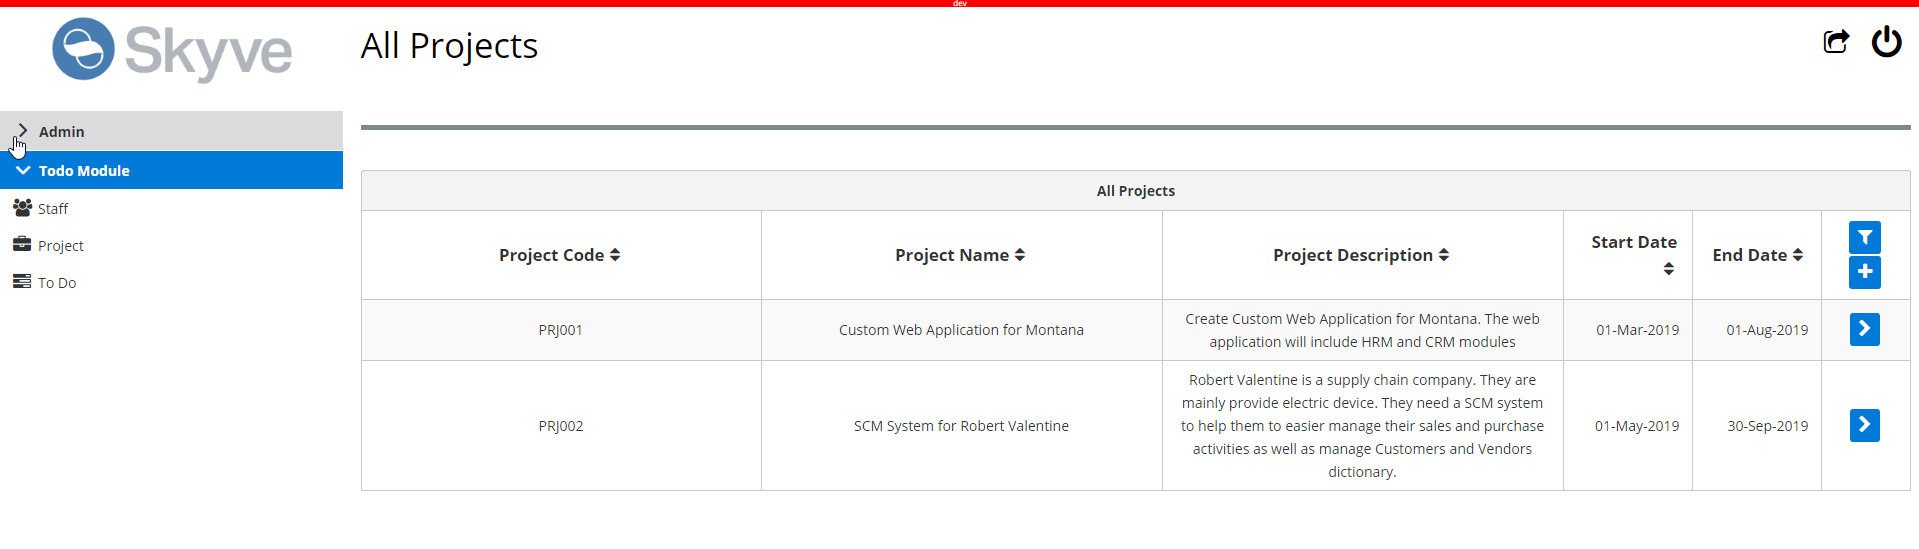 dev
Skyve
All Projects
Admin
Todo Module
Staff
Project
To Do
All Projects
Project Code
Project Name
Project Description
Start Date
End Date
PRJ001
Custom Web Application for Montana
Create Custom Web Application for Montana. The web
application will include HRM and CRM modules
01-Mar-2019
01-Aug-2019
PRJ002
SCM System for Robert Valentine
Robert Valentine is a supply chain company. They are
mainly provide electric device. They need a SCM system
to help them to easier manage their sales and purchase
activities as well as manage Customers and Vendors
dictionary.
01-May-2019
30-Sep-2019